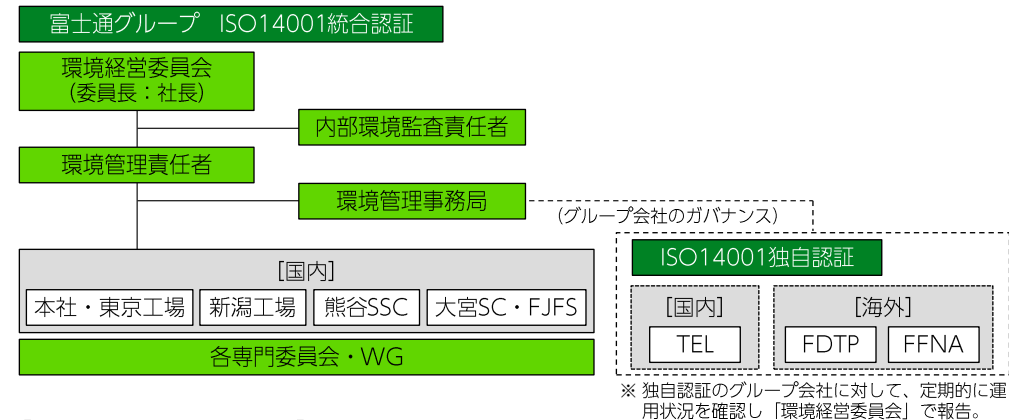 富士通グループ ISO14001統合認証
環境経営委員会
(委員長：社長)
内部環境監査責任者
環境管理責任者
環境管理事務局
(グループ会社のガバナンス)
[国内]
本社・東京工場
新潟工場
熊谷SSC
大宮SC・FJFS
各専門委員会・WG
ISO14001独自認証
[国内]
TEL
[海外]
FDTP
FFNA
※ 独自認証のグループ会社に対して、定期的に運
用状況を確認し「環境経営委員会」で報告。